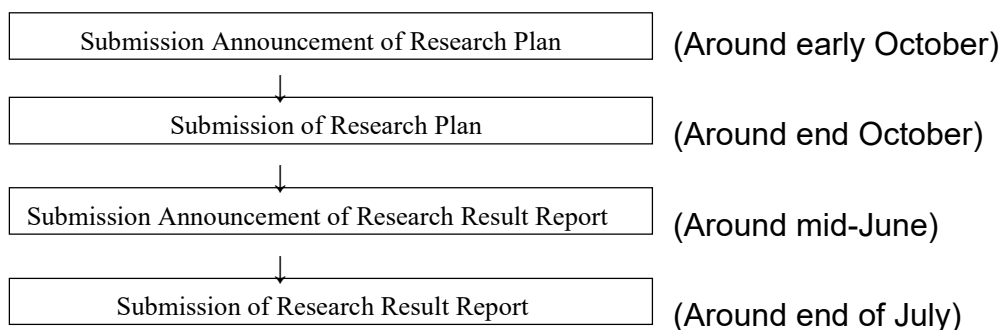 Submission Announcement of Research Plan (Around early October)
↓
Submission of Research Plan (Around end October)
↓
Submission Announcement of Research Result Report (Around mid-June)
↓
Submission of Research Result Report (Around end of July)